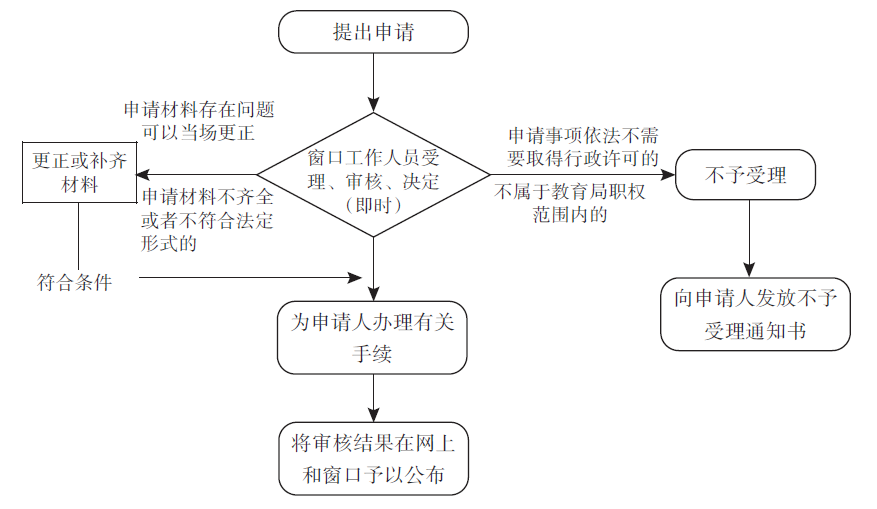 提出申请
申请材料存在问题
可以当场更正
更正或补齐
材料
申请材料不齐全
或者不符合法定
形式的
窗口工作人员受
理、审核、决定
（即时）
申请事项依法不需
要取得行政许可的
不属于教育局职权
范围内的
不予受理
符合条件
向申请人发放不予
受理通知书
为申请人办理有关
手续
将审核结果在网上
和窗口予以公布